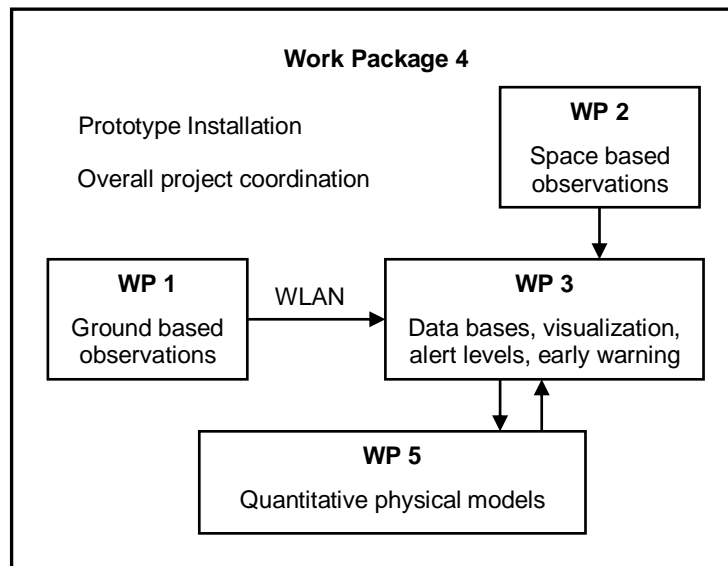 Work Package 4
Prototype Installation
Overall project coordination
WP 2
Space based
observations
WP 1
Ground based
observations
WLAN
WP 3
Data bases, visualization,
alert levels, early warning
WP 5
Quantitative physical models